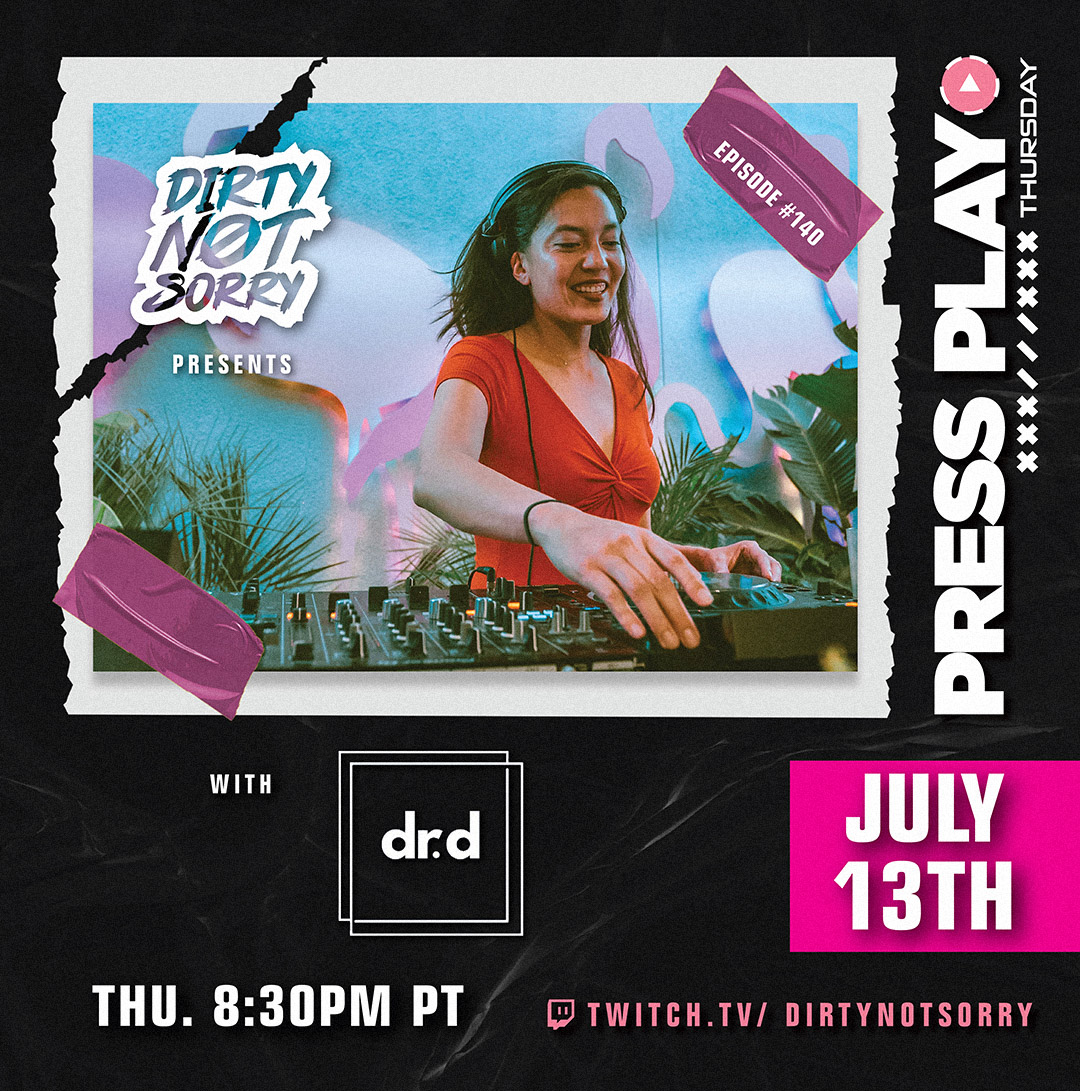 DIRTY
NOT
SORRY
PRESENTS
EPISODE #140
PRESS PLAY
THURSDAY
WITH
dr.d
JULY
13TH
THU. 8:30PM PT
TWITCH.TV/ DIRTYNOTSORRY